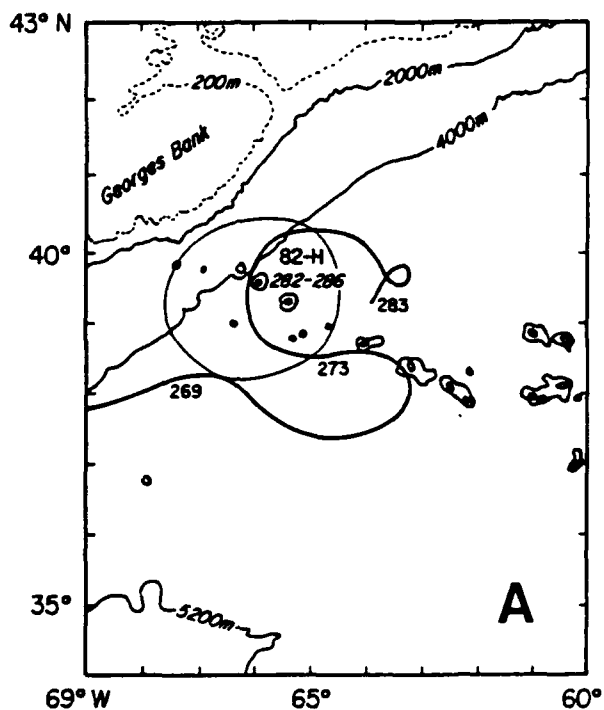 43° N
200m
2000m
4000m
Georges Bank
40°
82-H
282-286
283
273
269
35°
5200m
A
69° W
65°
60°